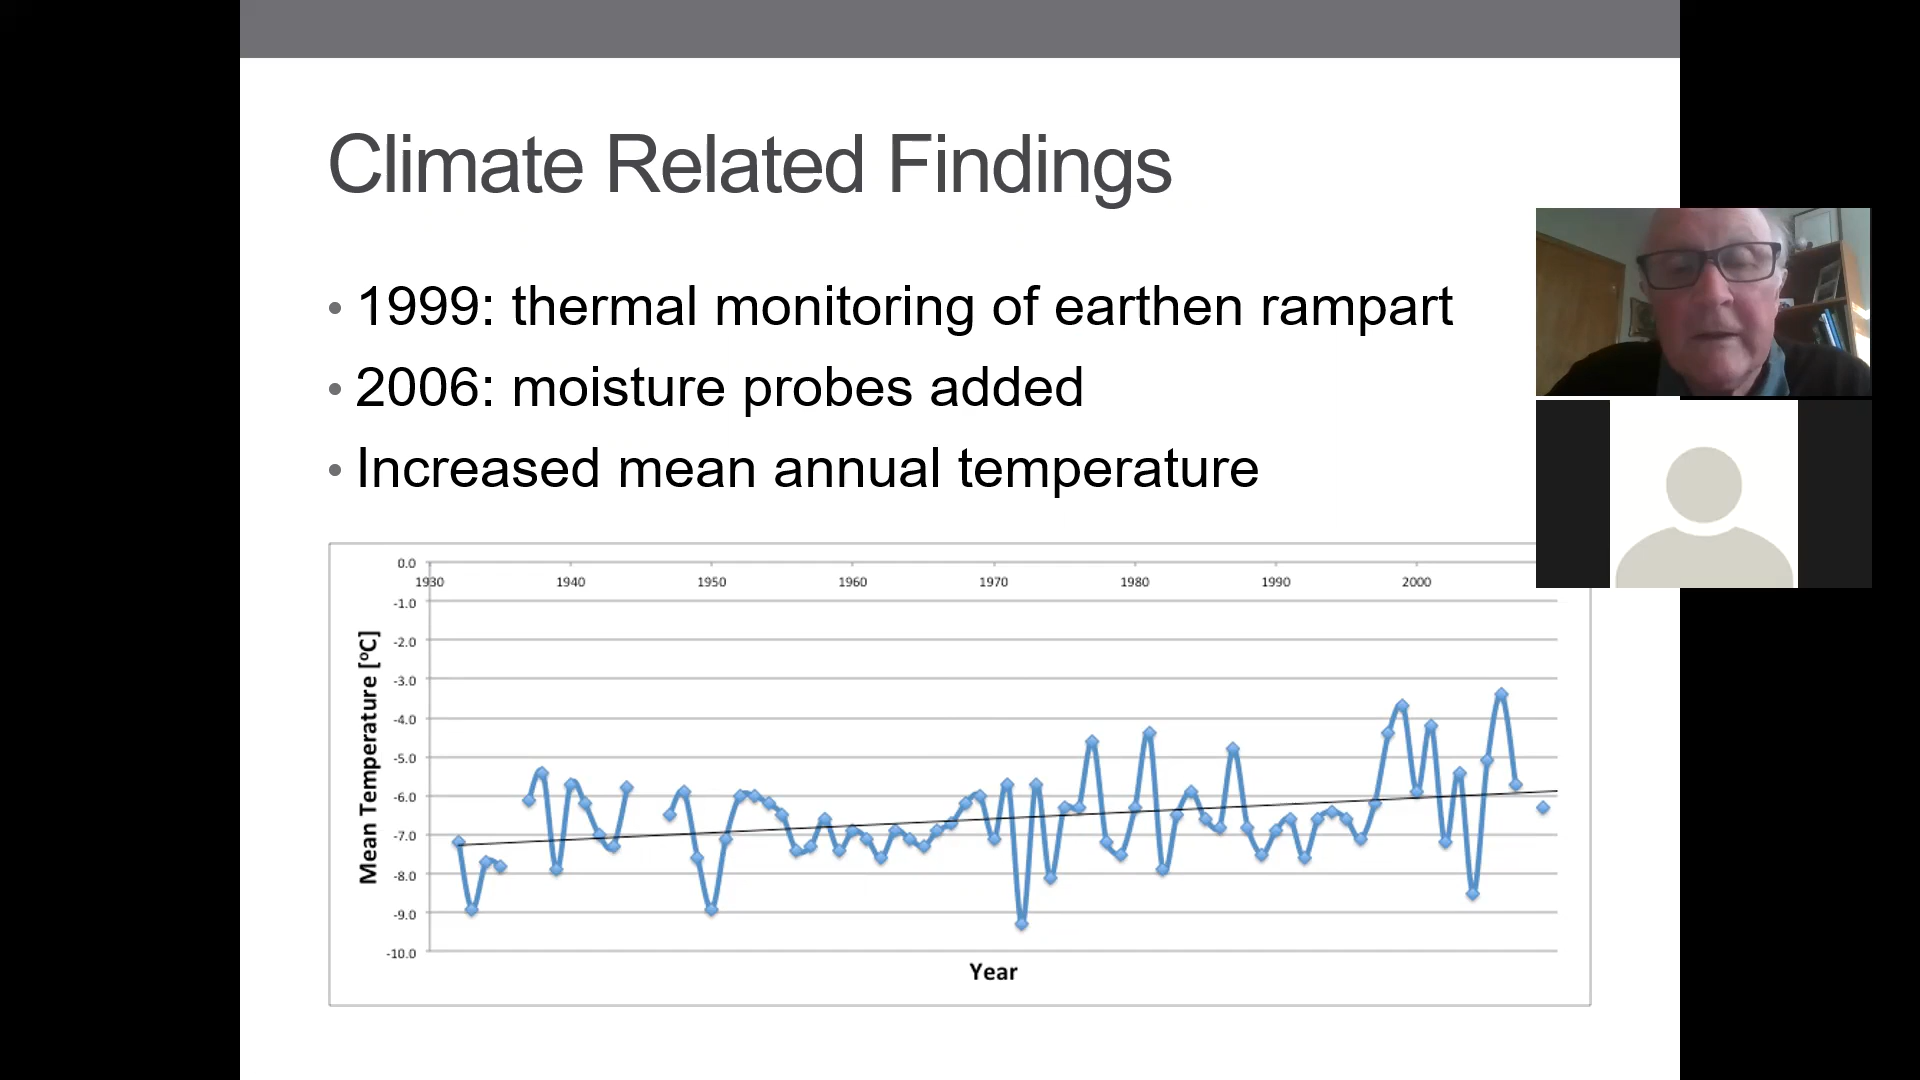 Climate Related Findings
• 1999: thermal monitoring of earthen rampart
• 2006: moisture probes added
• Increased mean annual temperature
0.0
1930 1940 1950 1960 1970 1980 1990 2000
-1.0
-2.0
-3.0
-4.0
-5.0
-6.0
-7.0
-8.0
-9.0
-10.0
Mean Temperature [ºC]
Year